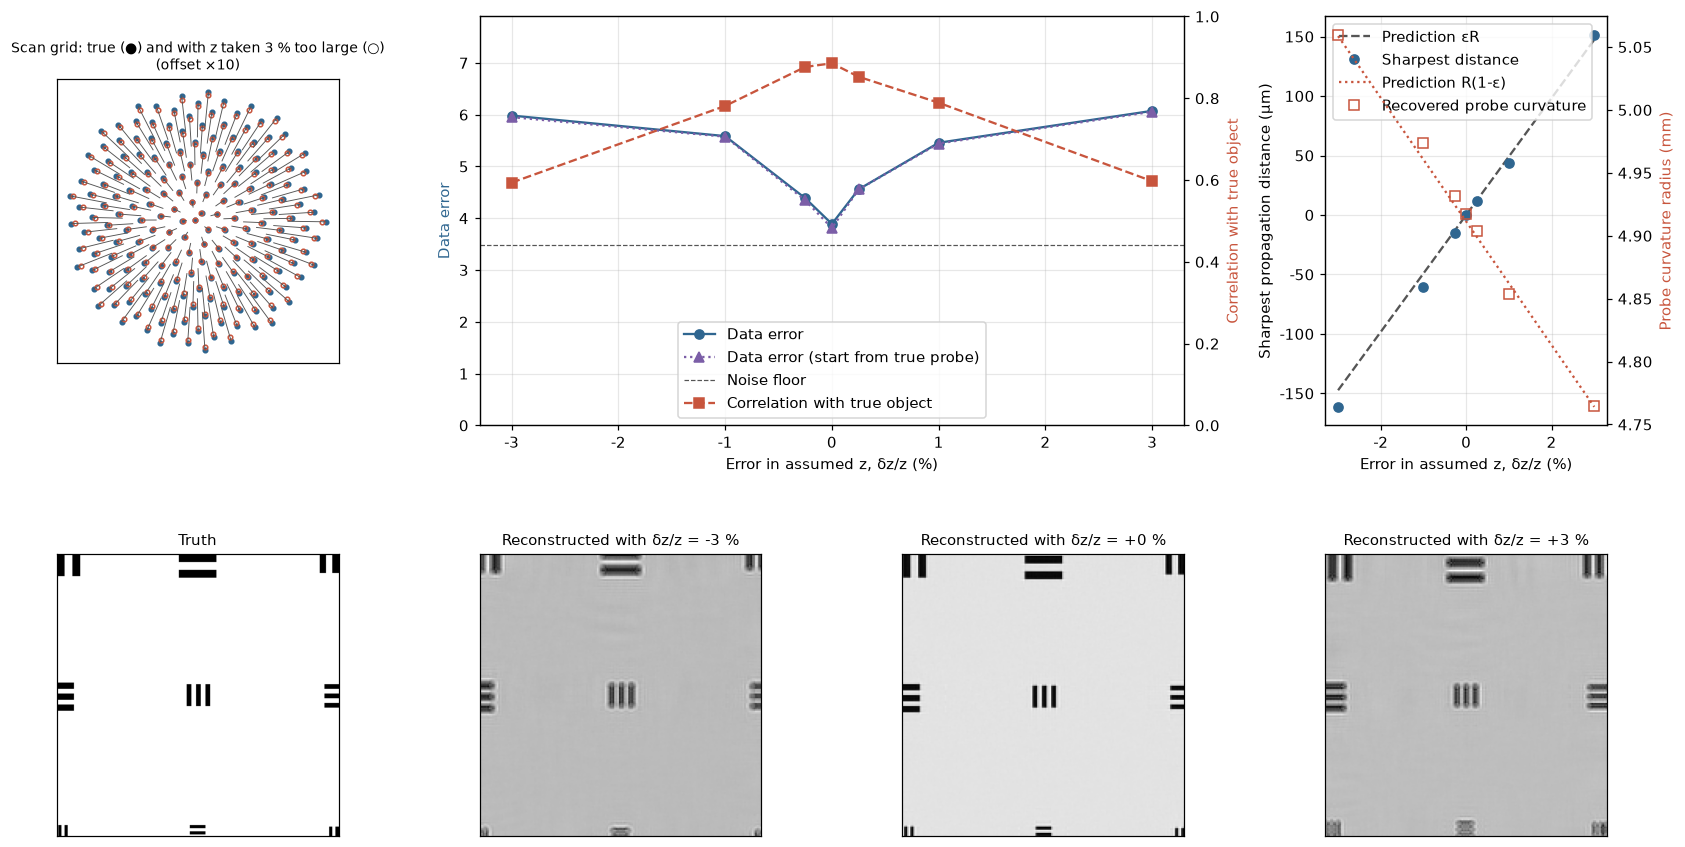 Scan grid: true (●) and with z taken 3 % too large (○)
(offset ×10)
Data error
7
6
5
4
3
2
1
0
-3
-2
-1
0
1
2
3
Error in assumed z, δz/z (%)
1.0
0.8
0.6
0.4
0.2
0.0
Correlation with true object
Data error
Data error (start from true probe)
Noise floor
Correlation with true object
Sharpest propagation distance (μm)
150
100
50
0
-50
-100
-150
-2
0
2
Error in assumed z, δz/z (%)
5.05
5.00
4.95
4.90
4.85
4.80
4.75
Probe curvature radius (mm)
Prediction εR
Sharpest distance
Prediction R(1-ε)
Recovered probe curvature
Truth
Reconstructed with δz/z = -3 %
Reconstructed with δz/z = +0 %
Reconstructed with δz/z = +3 %